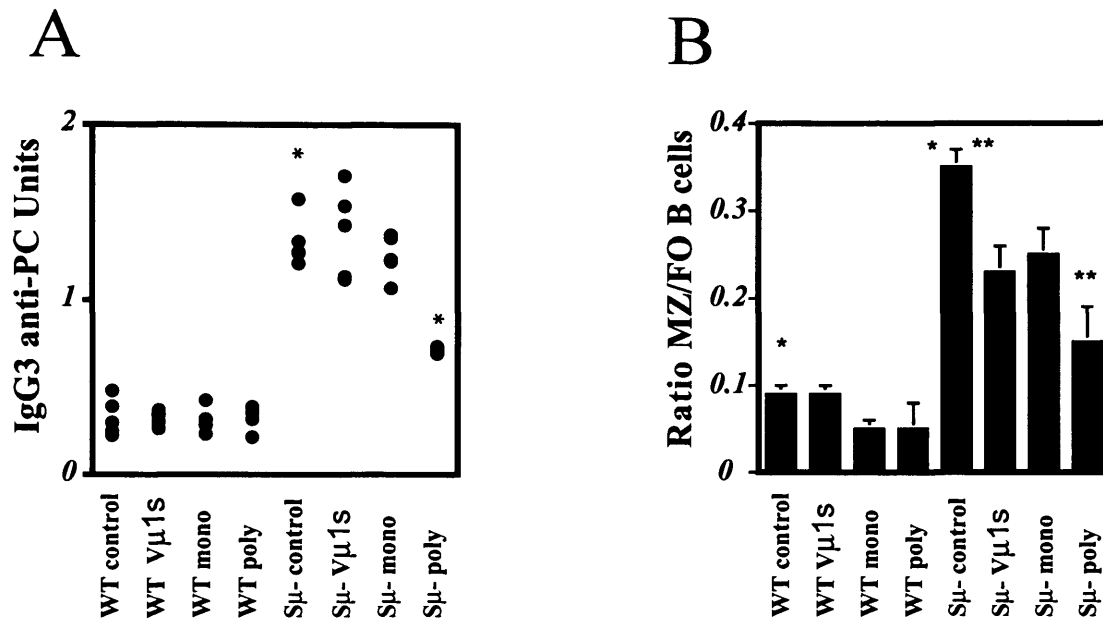 A
IgG3 anti-PC Units
2
1
0
*
*
WT control
WT Vµ1s
WT mono
WT poly
Sµ- control
Sµ- Vµ1s
Sµ- mono
Sµ- poly
B
Ratio MZ/FO B cells
0.4
0.3
0.2
0.1
0
*
* **
**
WT control
WT Vµ1s
WT mono
WT poly
Sµ- control
Sµ- Vµ1s
Sµ- mono
Sµ- poly